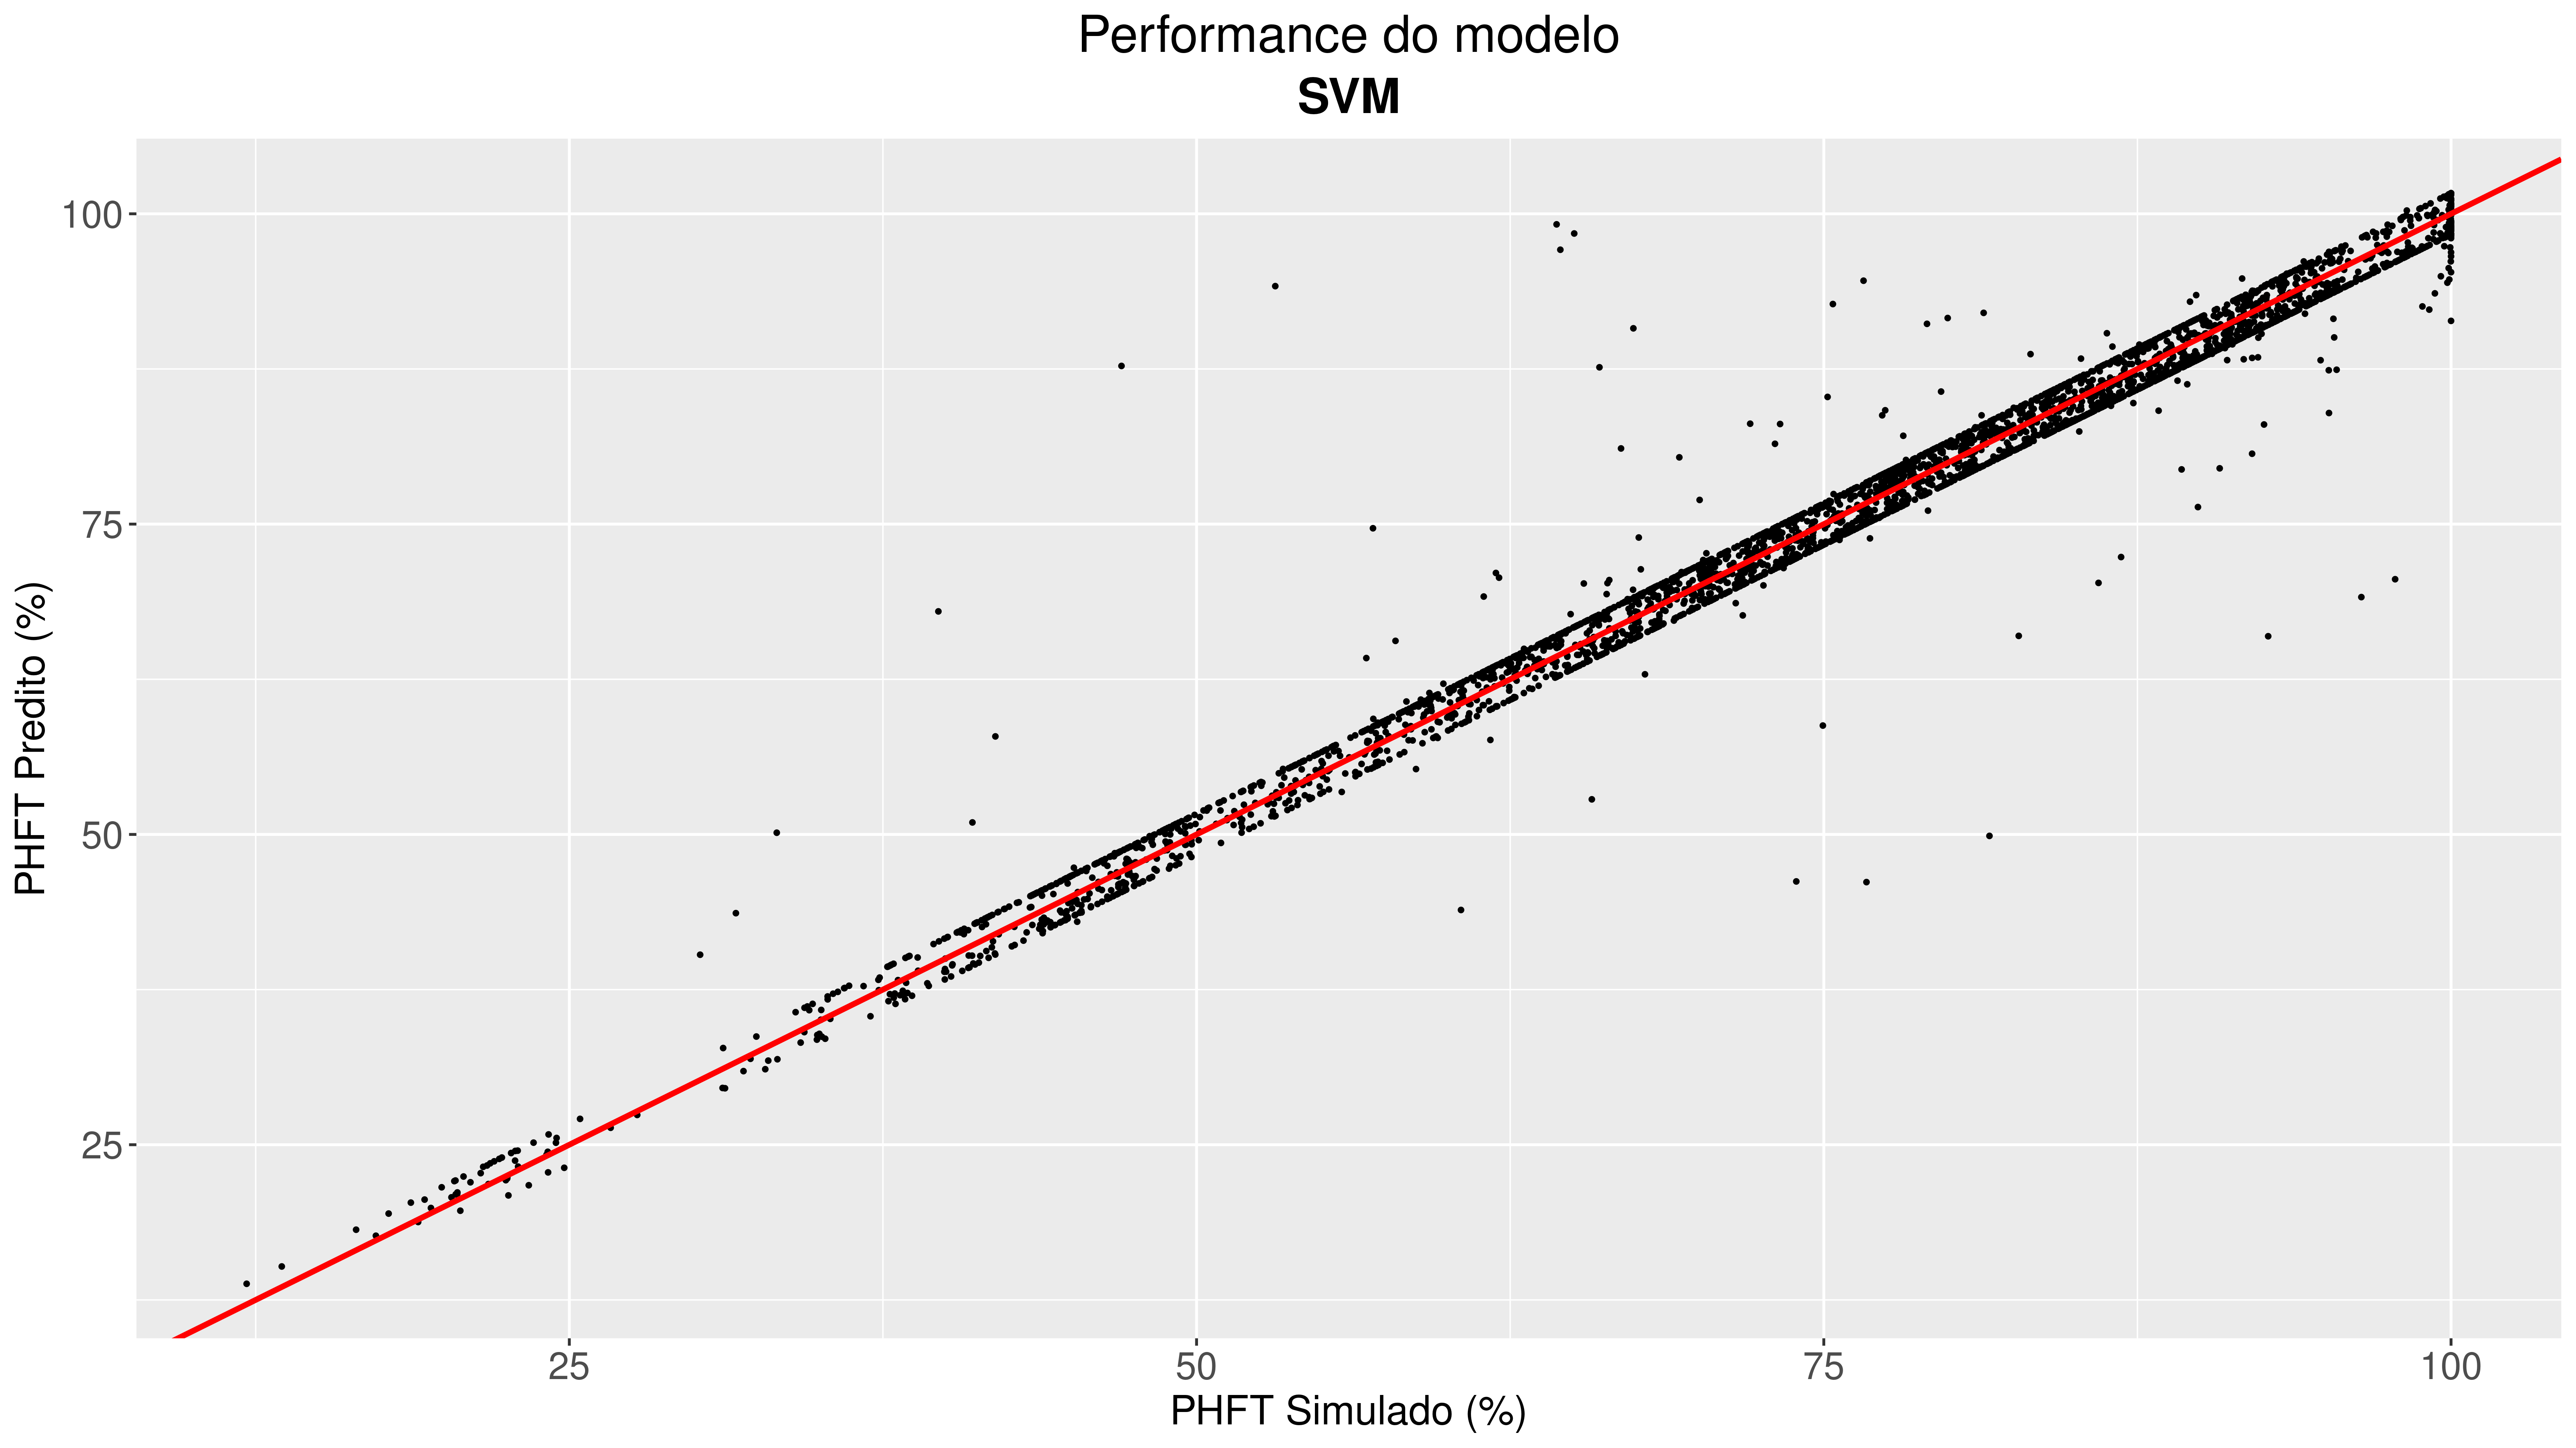 Performance do modelo
SVM
PHFT Predito (%)
100
75
50
25
25 50 75 100
PHFT Simulado (%)